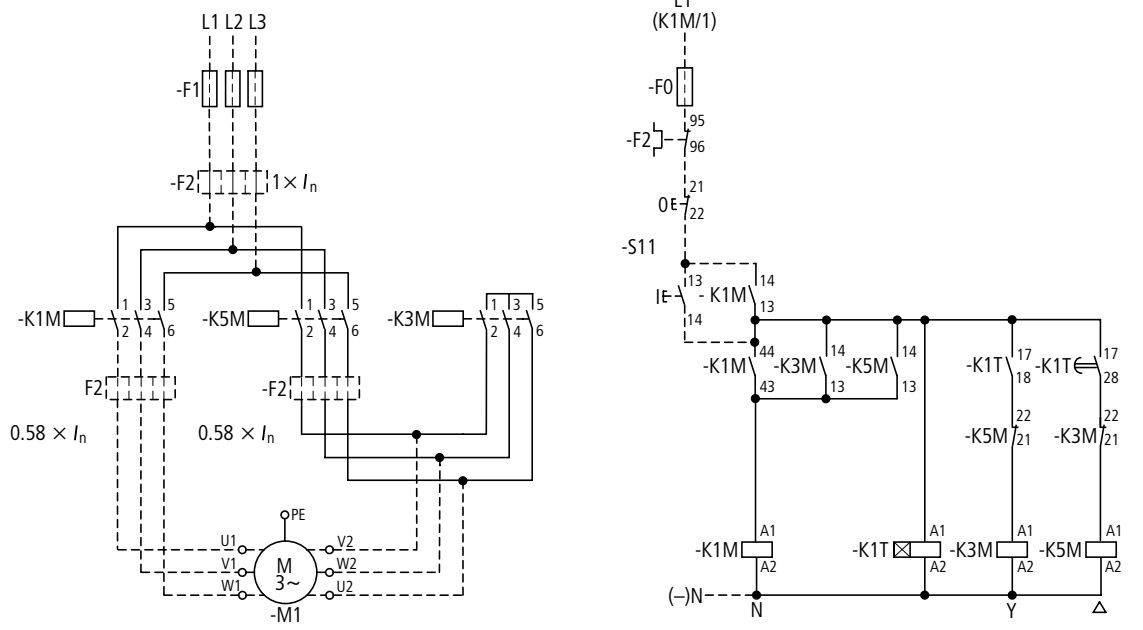 L1 L2 L3
-F1
-F2
1 × In
1 3 5
-K1M
2 4 6
1 3 5
-K5M
2 4 6
1 3 5
-K3M
2 4 6
F2
-F2
0.58 × In
0.58 × In
PE
U1
V1
W1
M
3~
V2
W2
U2
-M1
L1
(K1M/1)
-F0
95
-F2
96
21
0E
22
-S11
13
IE
14
14
- K1M
13
44
-K1M
43
14
-K3M
13
14
-K5M
13
17
-K1T
18
17
-K1T
28
22
-K5M
21
22
-K3M
21
A1
-K1M
A2
A1
-K1T
A2
A1
-K3M
A2
A1
-K5M
A2
(–)N
N
Y
Δ